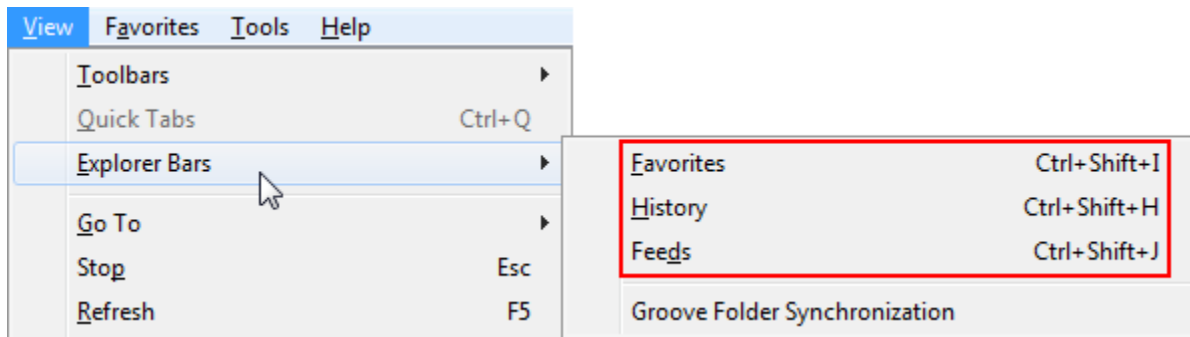 View Favorites Tools Help
Toolbars
Quick Tabs Ctrl+Q
Explorer Bars
Favorites Ctrl+Shift+I
History Ctrl+Shift+H
Feeds Ctrl+Shift+J
Groove Folder Synchronization
Go To
Stop Esc
Refresh F5